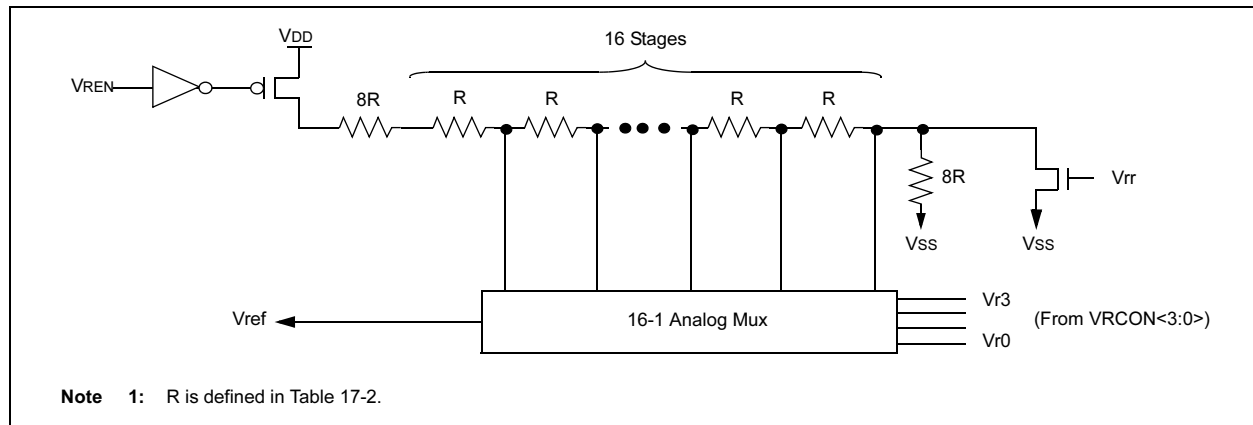 VDD
16 Stages
VREN
8R
R
R
R
R
8R
Vrr
VSS
VSS
Vref
16-1 Analog Mux
Vr3
(From VRCON<3:0>)
Vr0
Note 1: R is defined in Table 17-2.